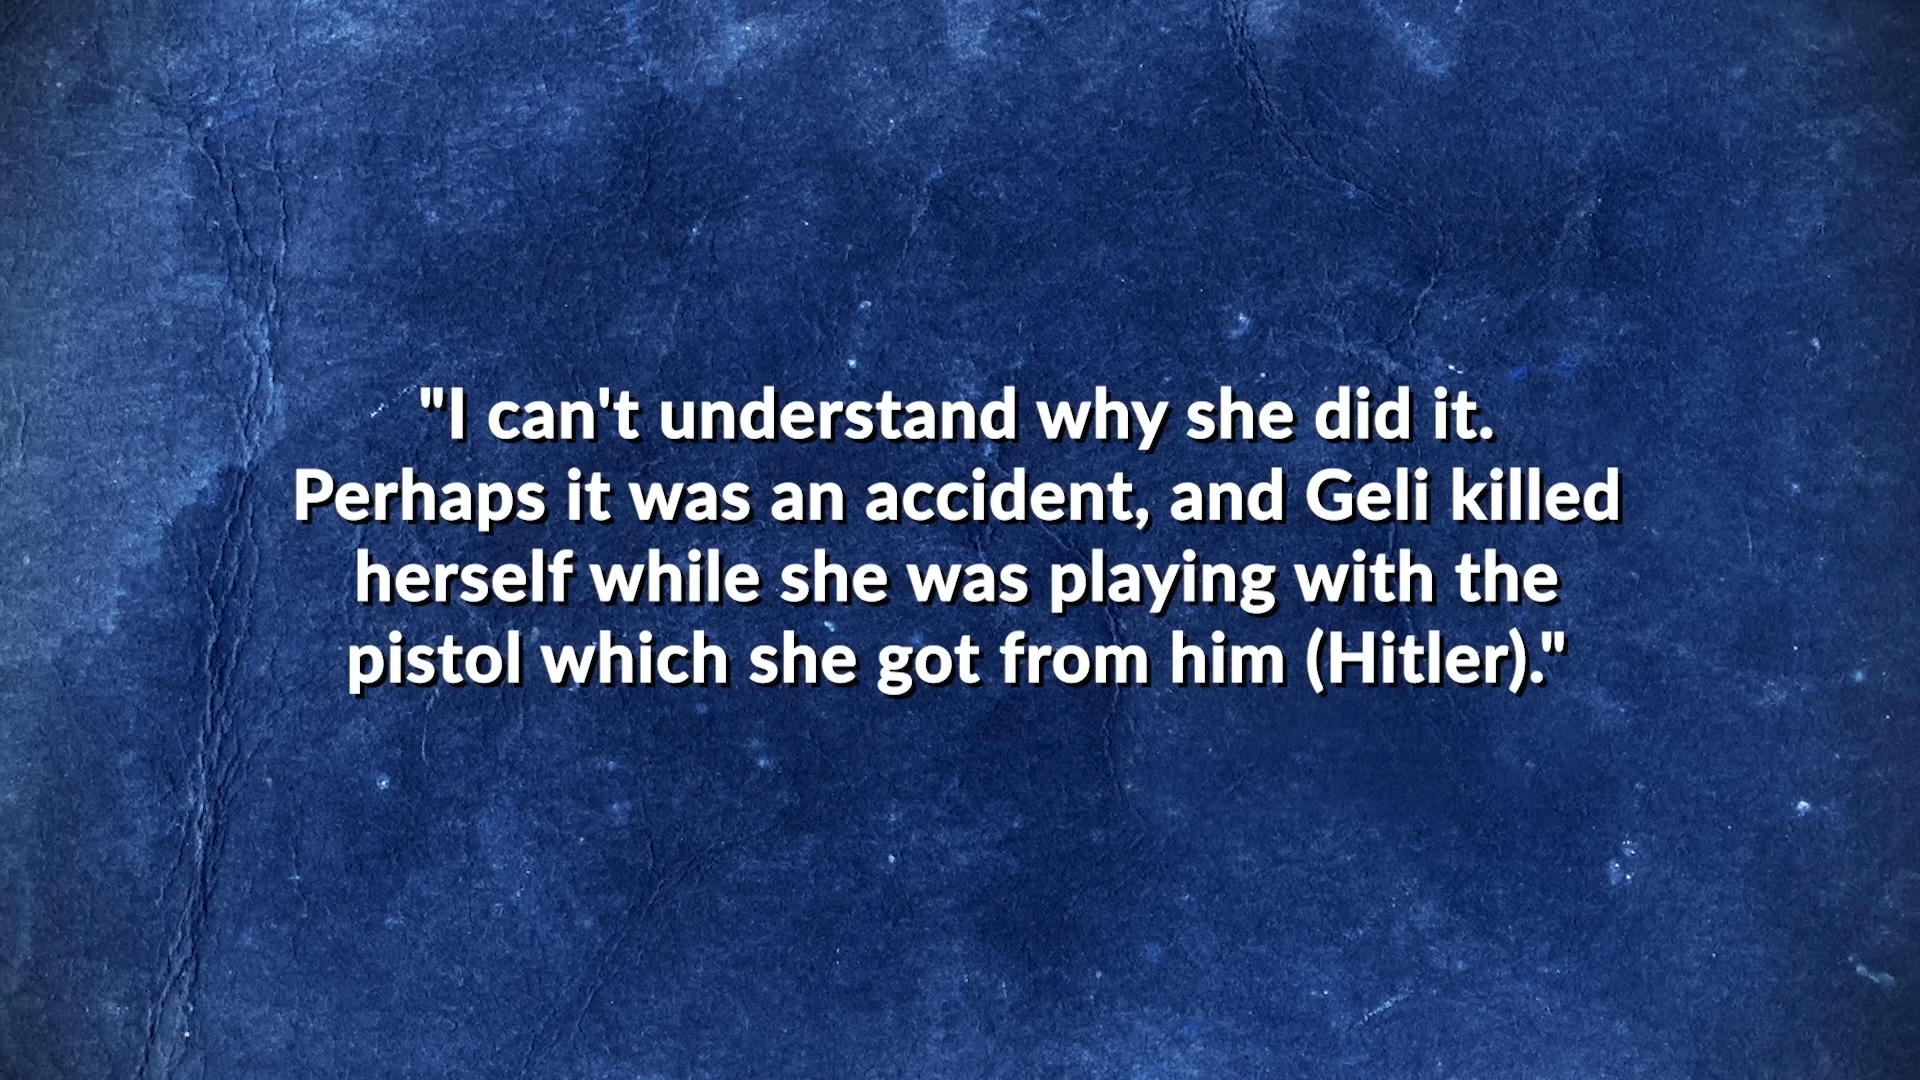 "I can't understand why she did it.
Perhaps it was an accident, and Geli killed
herself while she was playing with the
pistol which she got from him (Hitler)."